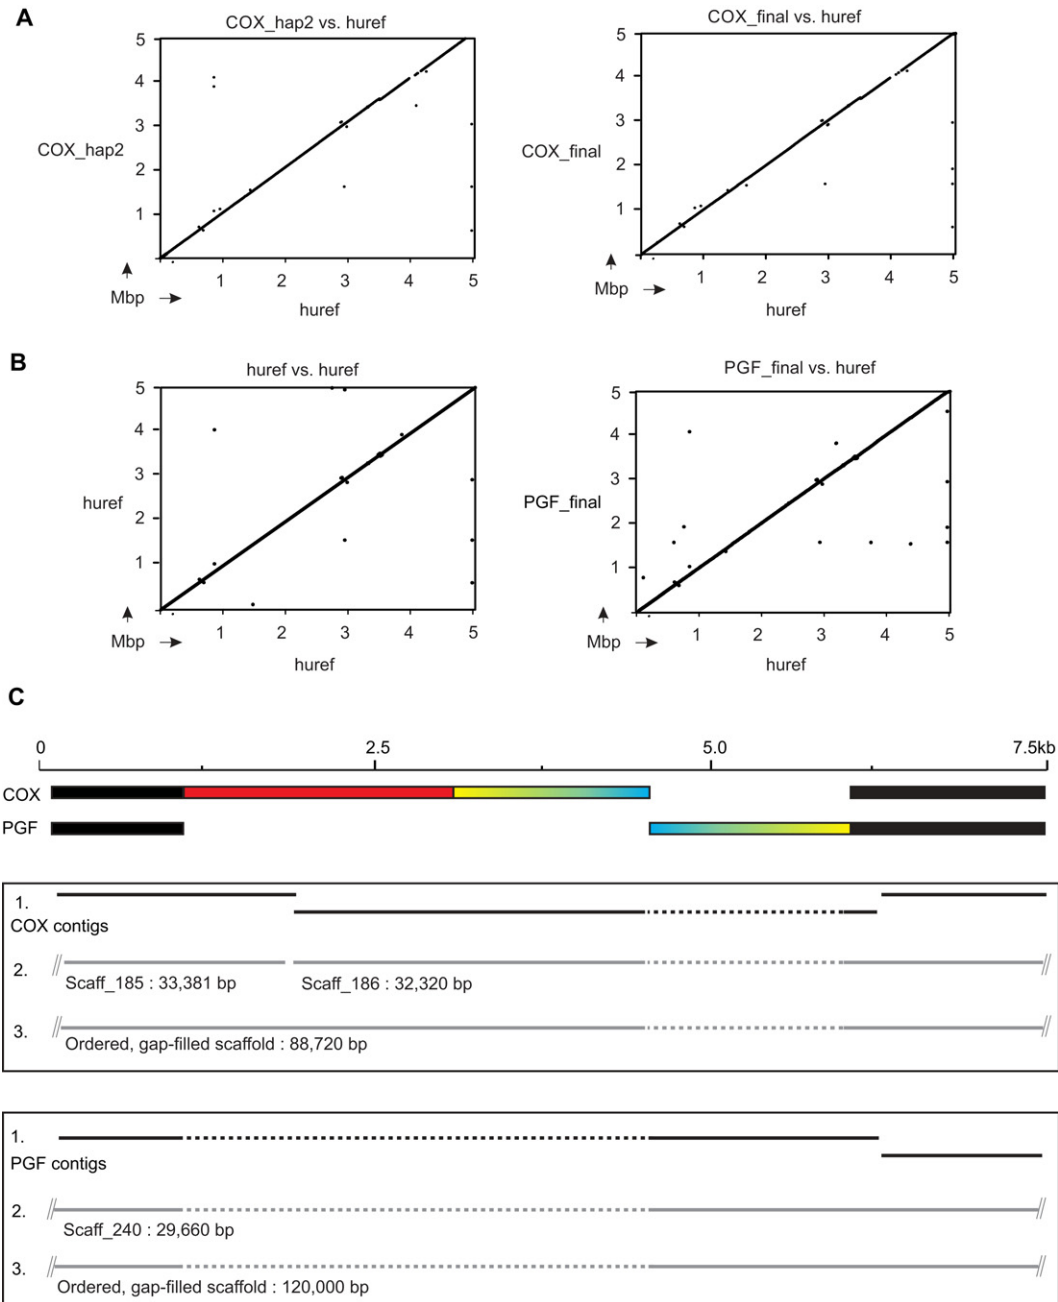 A
COX_hap2 vs. huref
5
4
3
2
1
COX_hap2
Mbp
1 2 3 4 5
huref
COX_final vs. huref
5
4
3
2
1
COX_final
Mbp
1 2 3 4 5
huref
B
huref vs. huref
5
4
3
2
1
huref
Mbp
1 2 3 4 5
huref
PGF_final vs. huref
5
4
3
2
1
PGF_final
Mbp
1 2 3 4 5
huref
C
0 2.5 5.0 7.5kb
COX
PGF
1.
COX contigs
2.
Scaff_185 : 33,381 bp Scaff_186 : 32,320 bp
3.
Ordered, gap-filled scaffold : 88,720 bp
1.
PGF contigs
2.
Scaff_240 : 29,660 bp
3.
Ordered, gap-filled scaffold : 120,000 bp